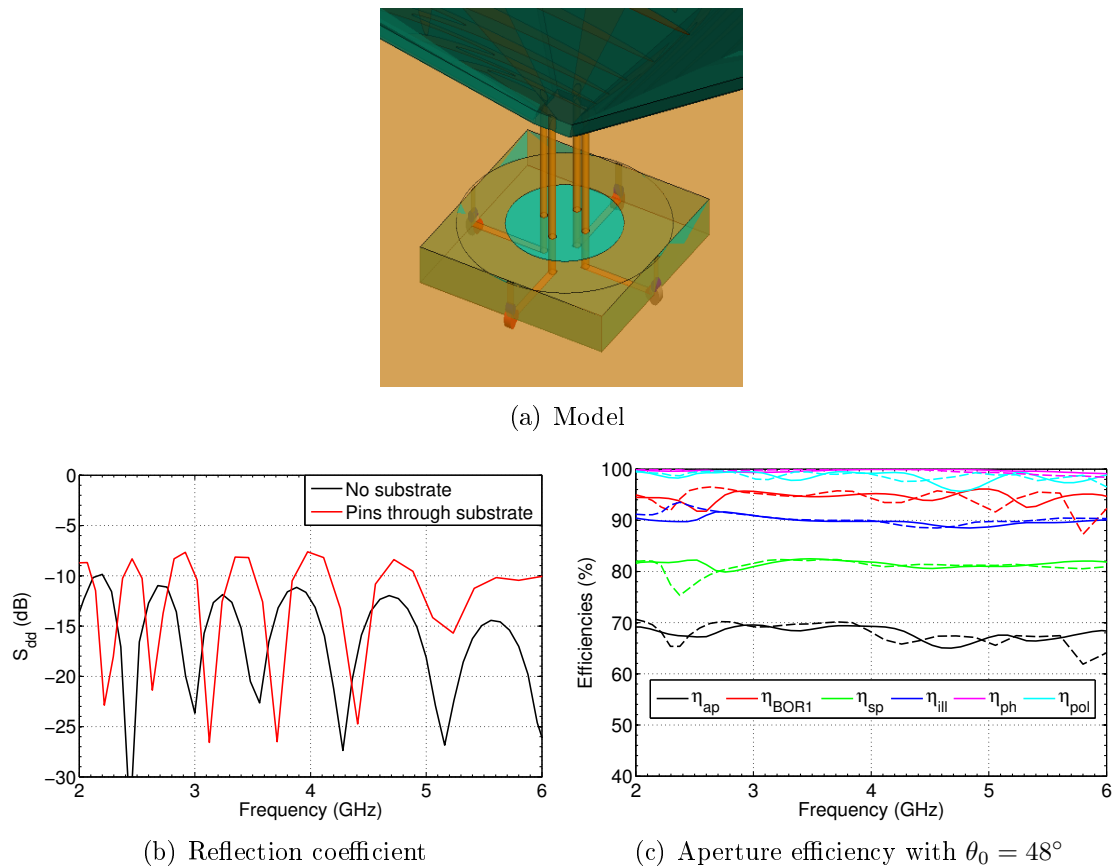 (a) Model
0
−5
−10
−15
−20
−25
−30
S_dd (dB)
No substrate
Pins through substrate
2 3 4 5 6
Frequency (GHz)
(b) Reflection coefficient
100
90
80
70
60
50
40
Efficiencies (%)
η_ap η_BOR1 η_sp η_ill η_ph η_pol
2 3 4 5 6
Frequency (GHz)
(c) Aperture efficiency with θ₀ = 48°